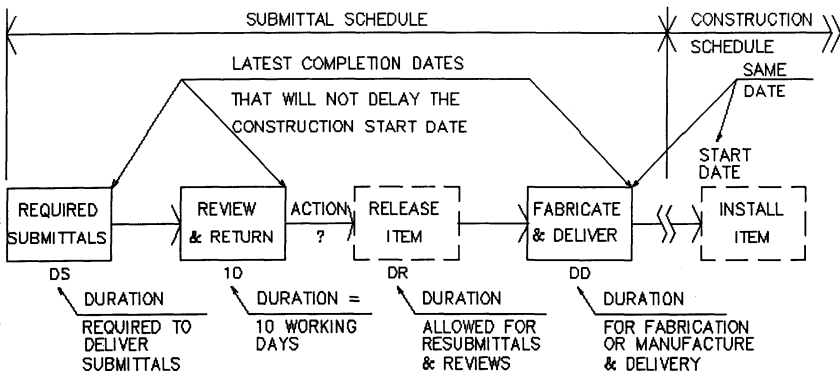 SUBMITTAL SCHEDULE
CONSTRUCTION
SCHEDULE
LATEST COMPLETION DATES
THAT WILL NOT DELAY THE
CONSTRUCTION START DATE
SAME
DATE
START
DATE
REQUIRED
SUBMITTALS
REVIEW
& RETURN
ACTION
?
RELEASE
ITEM
FABRICATE
& DELIVER
INSTALL
ITEM
DS
10
DR
DD
DURATION
REQUIRED TO
DELIVER
SUBMITTALS
DURATION =
10 WORKING
DAYS
DURATION
ALLOWED FOR
RESUBMITTALS
& REVIEWS
DURATION
FOR FABRICATION
OR MANUFACTURE
& DELIVERY